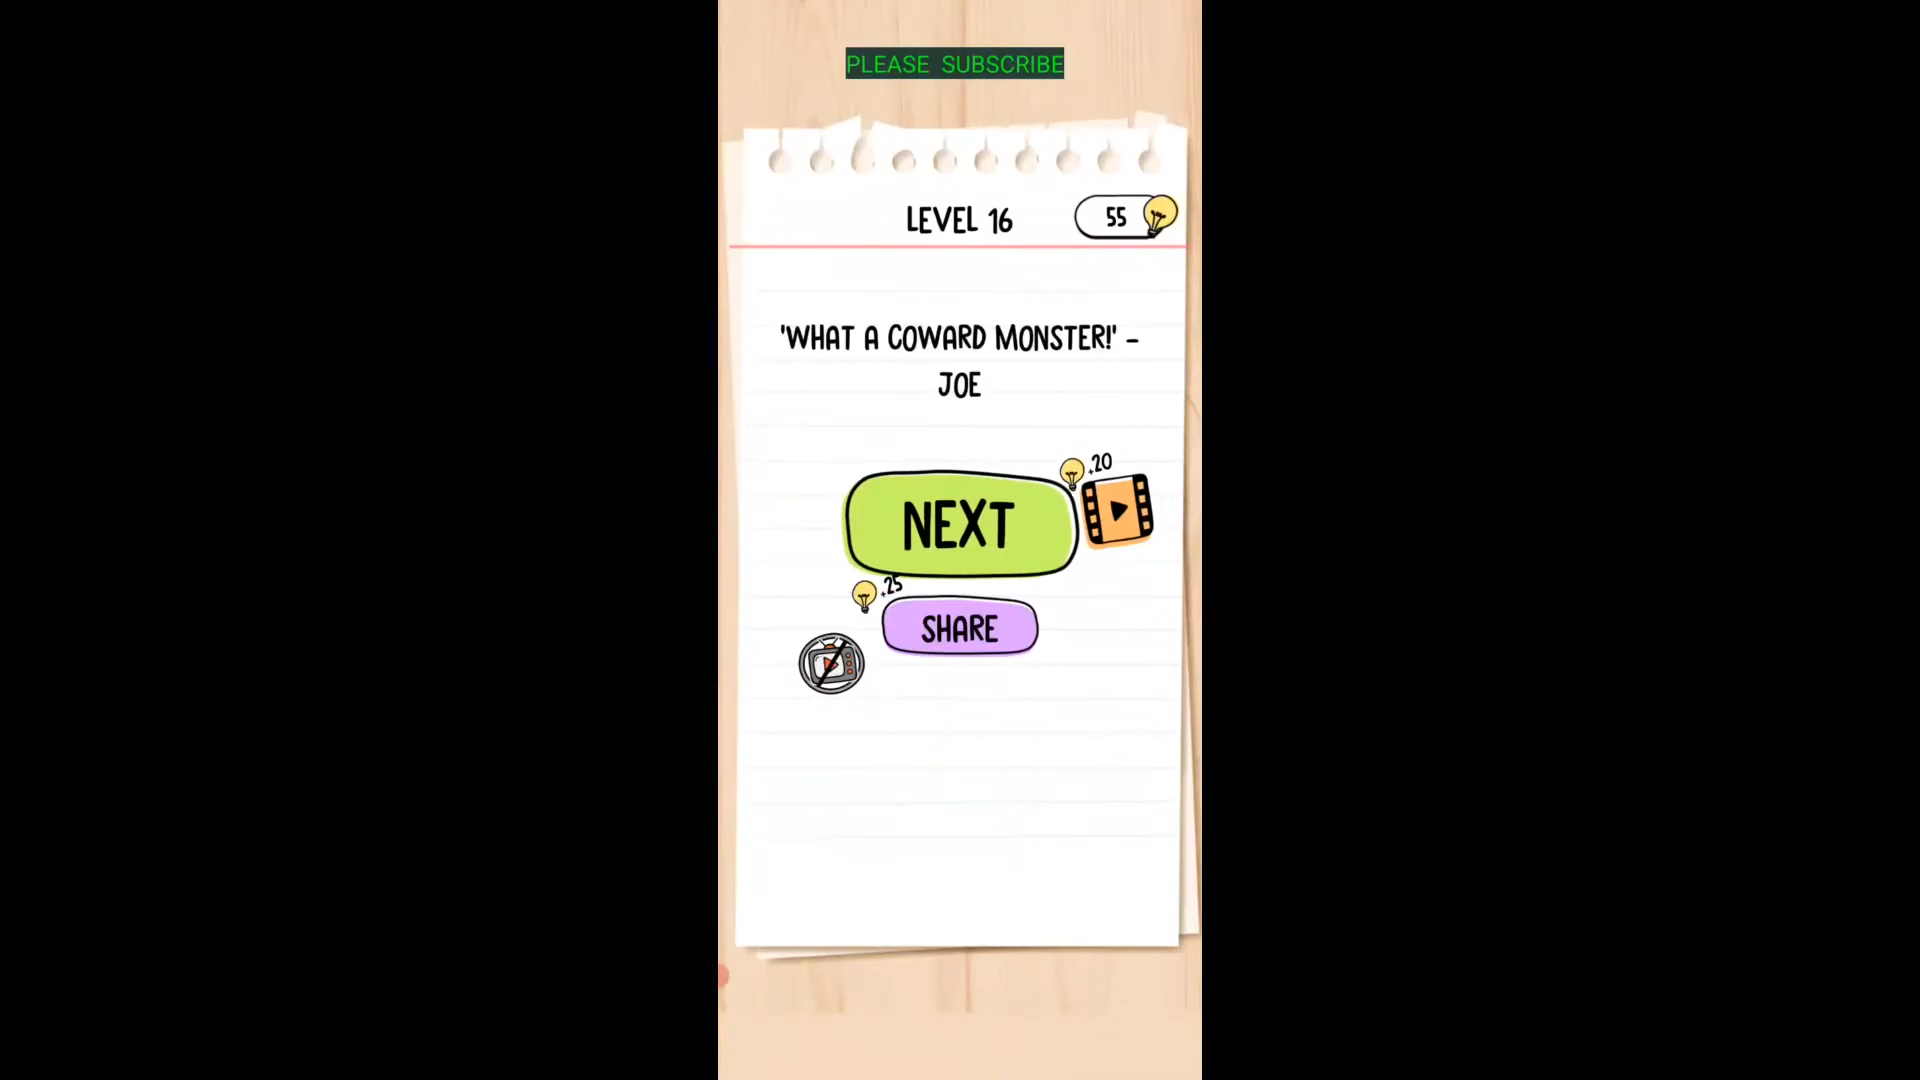 PLEASE SUBSCRIBE
LEVEL 16
55
'WHAT A COWARD MONSTER!' -
JOE
+20
NEXT
+25
SHARE